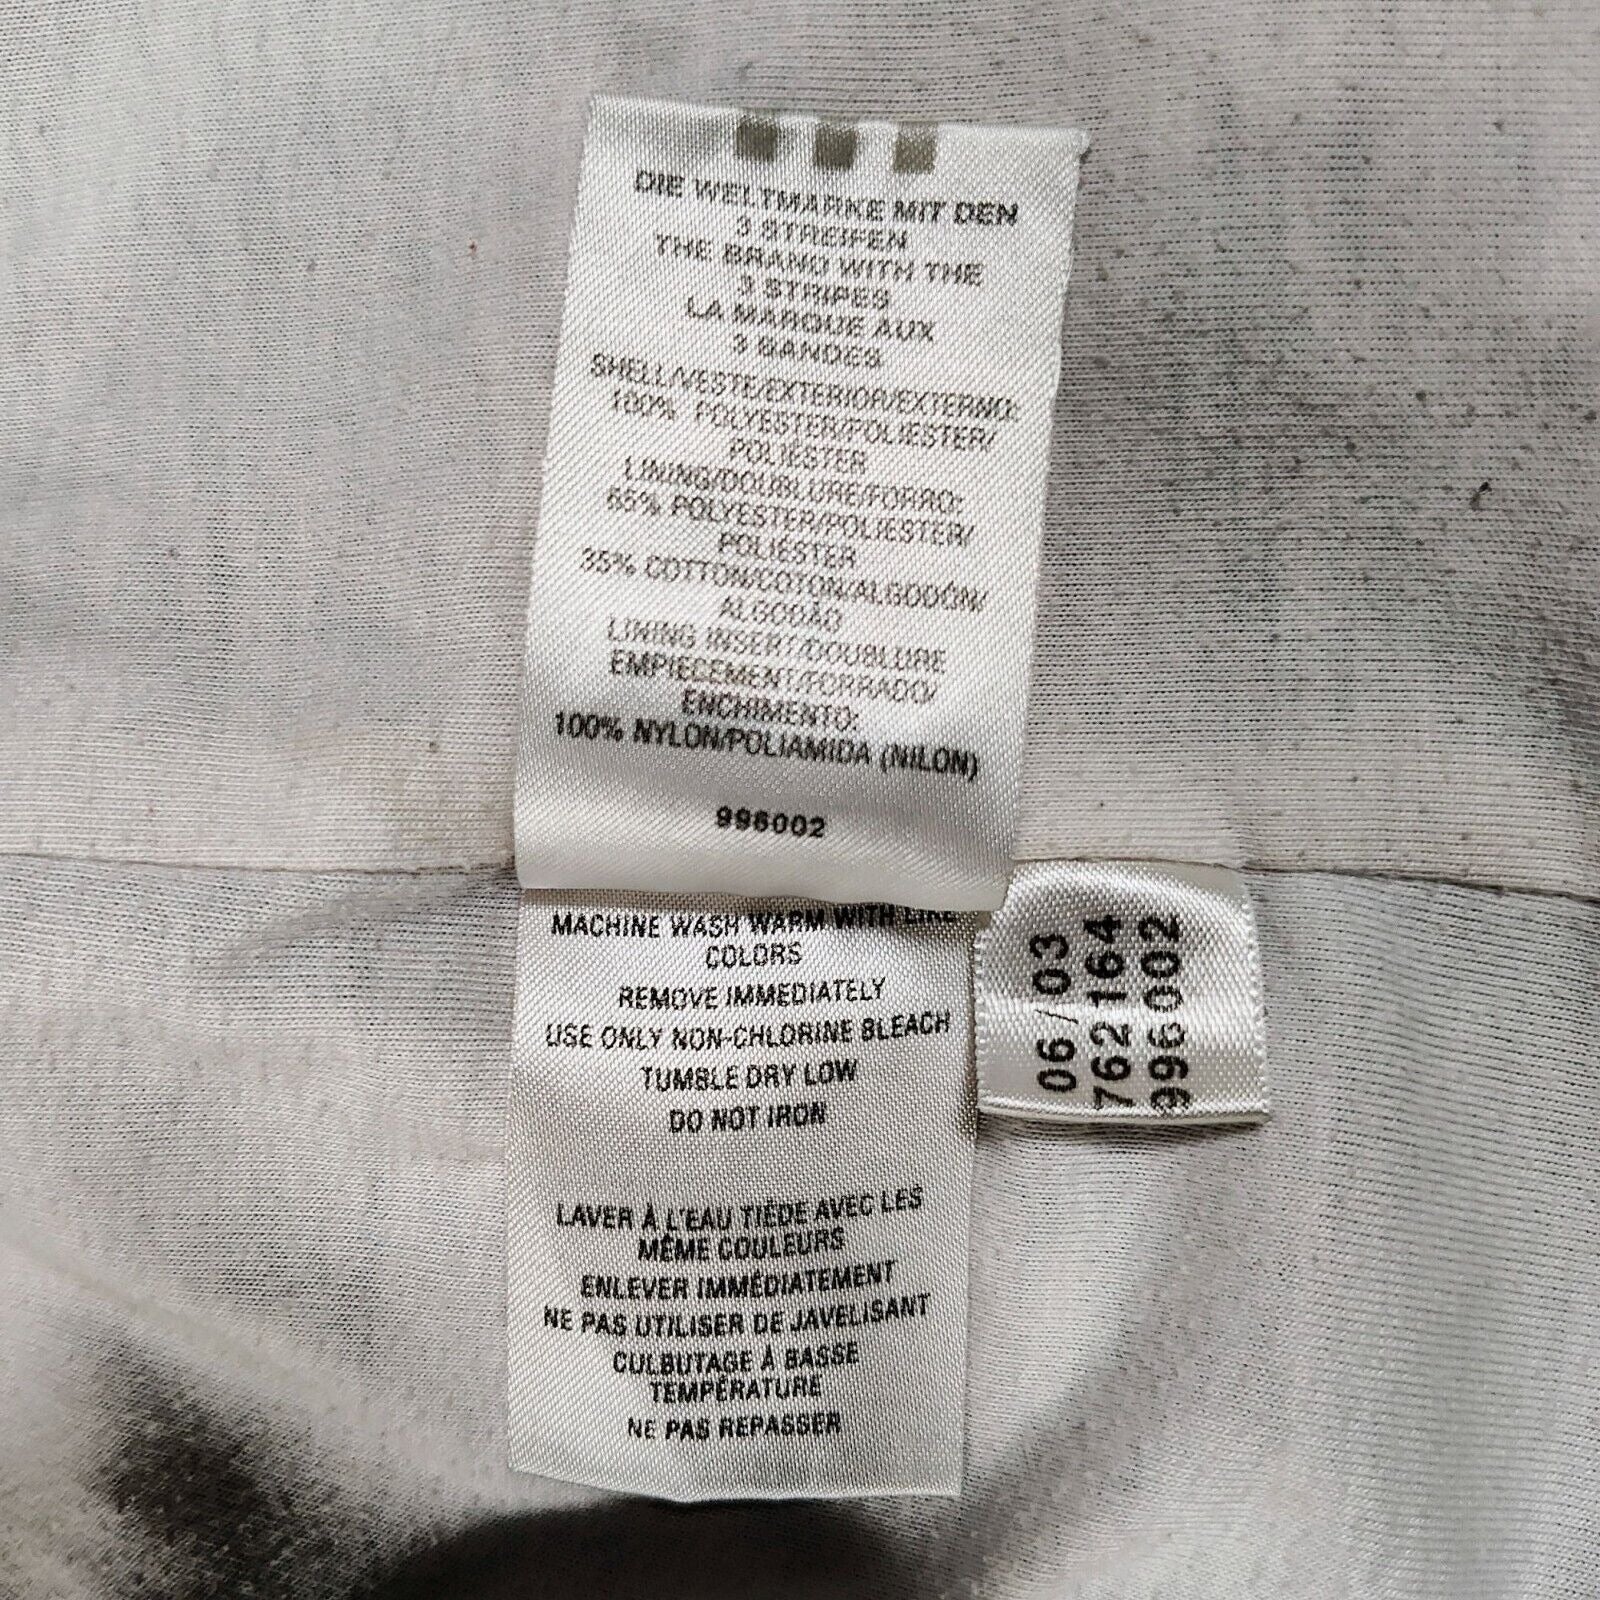 DIE WELTMARKE MIT DEN
3 STREIFEN
THE BRAND WITH THE
3 STRIPES
LA MARQUE AUX
3 BANDES
SHELL/VESTE/EXTERIOR/EXTERNO:
100% POLYESTER/POLIESTER/
POLIÉSTER
LINING/DOUBLURE/FORRO:
65% POLYESTER/POLIESTER/
POLIÉSTER
35% COTTON/COTON/ALGODÓN/
ALGODÃO
LINING INSERT/DOUBLURE
EMPIECEMENT/FORRADO/
ENCHIMENTO:
100% NYLON/POLIAMIDA (NILON)
996002
MACHINE WASH WARM WITH LIKE
COLORS
REMOVE IMMEDIATELY
USE ONLY NON-CHLORINE BLEACH
TUMBLE DRY LOW
DO NOT IRON
LAVER À L'EAU TIÉDE AVEC LES
MÊME COULEURS
ENLEVER IMMÉDIATEMENT
NE PAS UTILISER DE JAVELISANT
CULBUTAGE À BASSE
TEMPÉRATURE
NE PAS REPASSER
06/03
762164
996002